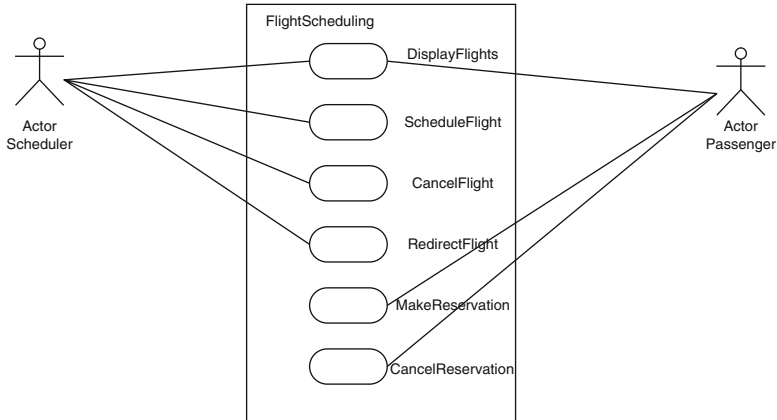 FlightScheduling
DisplayFlights
ScheduleFlight
CancelFlight
RedirectFlight
MakeReservation
CancelReservation
Actor
Scheduler
Actor
Passenger